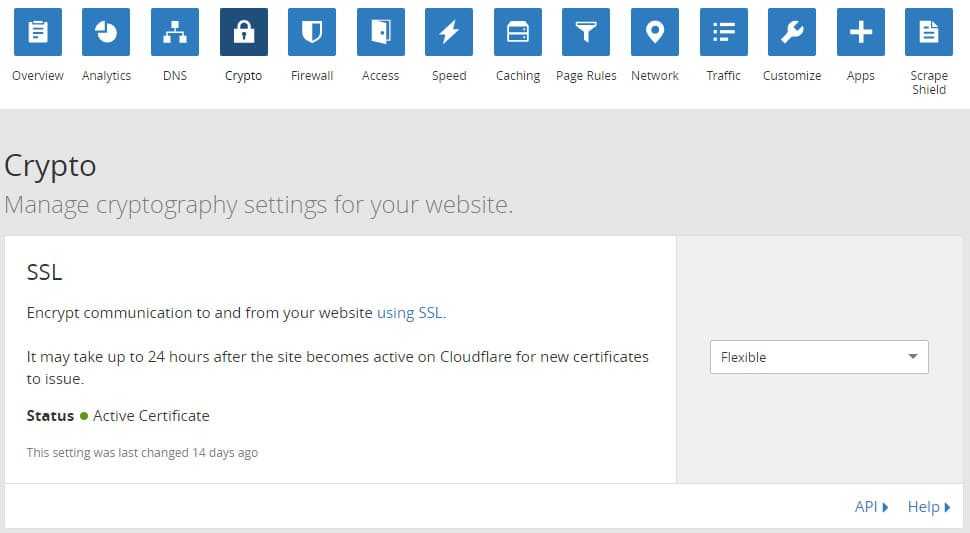 Overview Analytics DNS Crypto Firewall Access Speed Caching Page Rules Network Traffic Customize Apps Scrape Shield
Crypto
Manage cryptography settings for your website.
SSL
Encrypt communication to and from your website using SSL.
It may take up to 24 hours after the site becomes active on Cloudflare for new certificates
to issue.
Status Active Certificate
This setting was last changed 14 days ago
Flexible
API Help